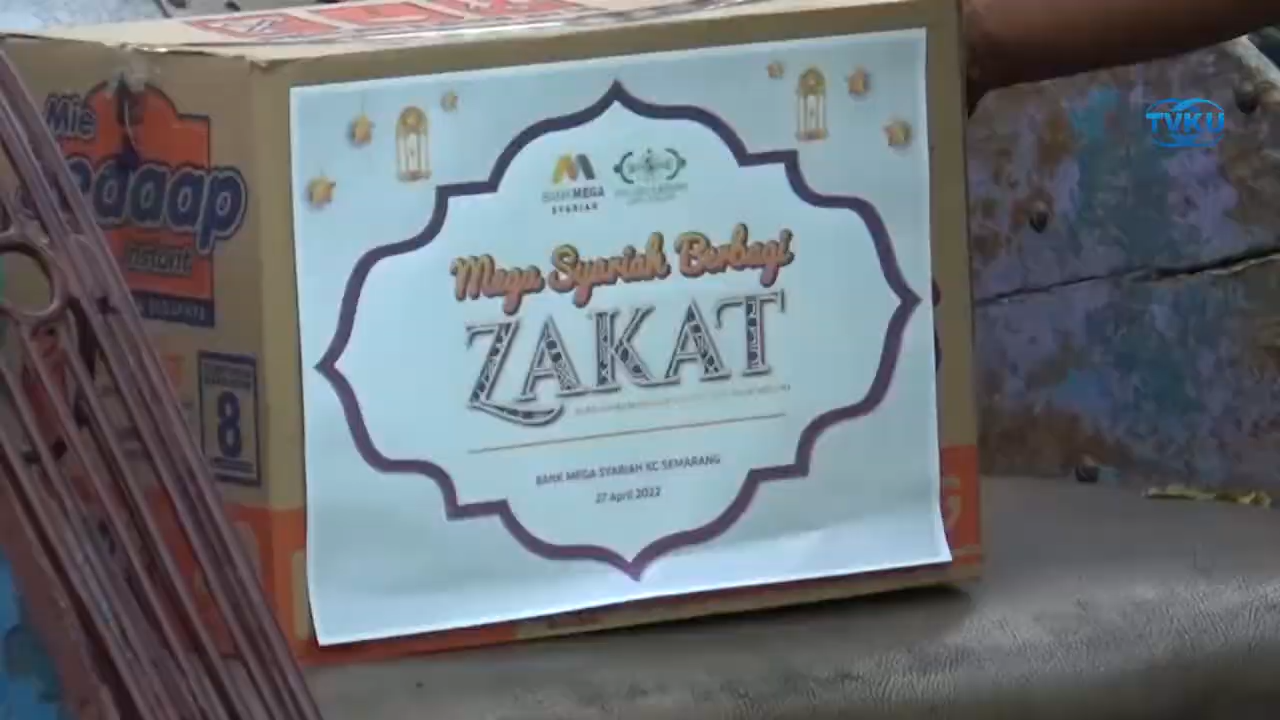 TVKU
Mie
edaap
instant
8
BANK MEGA
SYARIAH
Mega Syariah Berbagi
ZAKAT
BANK MEGA SYARIAH KC SEMARANG
27 April 2022